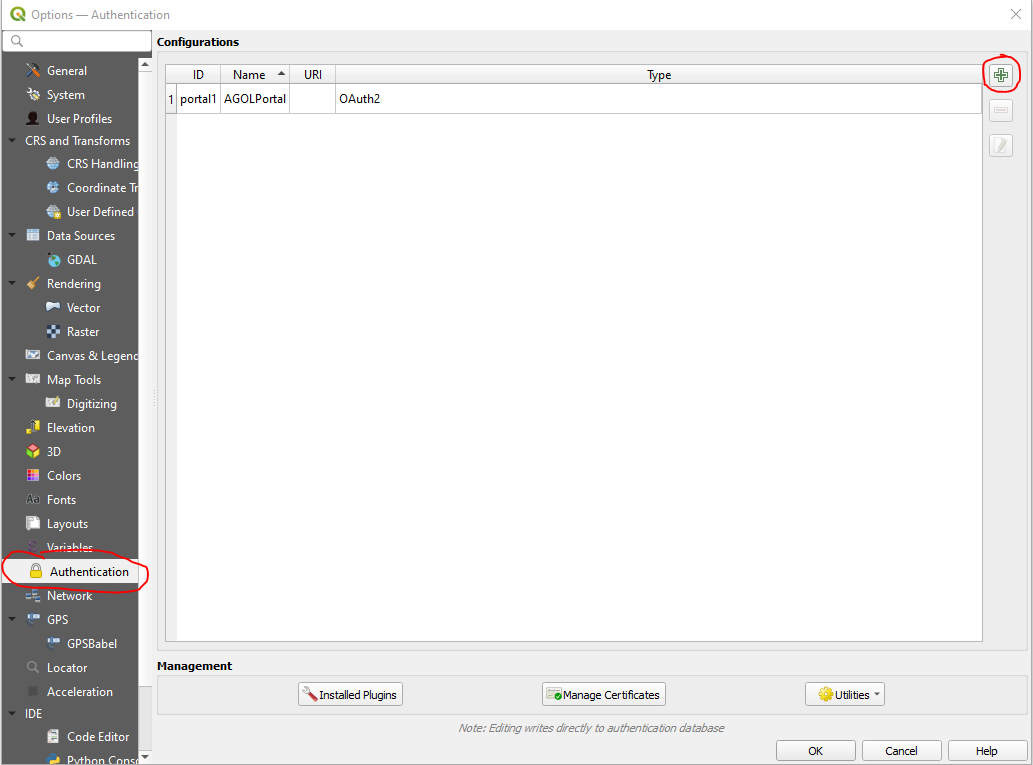 Options — Authentication
General
System
User Profiles
CRS and Transforms
CRS Handling
Coordinate Tr
User Defined
Data Sources
GDAL
Rendering
Vector
Raster
Canvas & Legend
Map Tools
Digitizing
Elevation
3D
Colors
Aa Fonts
Layouts
Variables
Authentication
Network
GPS
GPSBabel
Locator
Acceleration
IDE
Code Editor
Python Conso
Configurations
ID Name URI Type
1 portal1 AGOLPortal OAuth2
Management
Installed Plugins Manage Certificates Utilities
Note: Editing writes directly to authentication database
OK Cancel Help